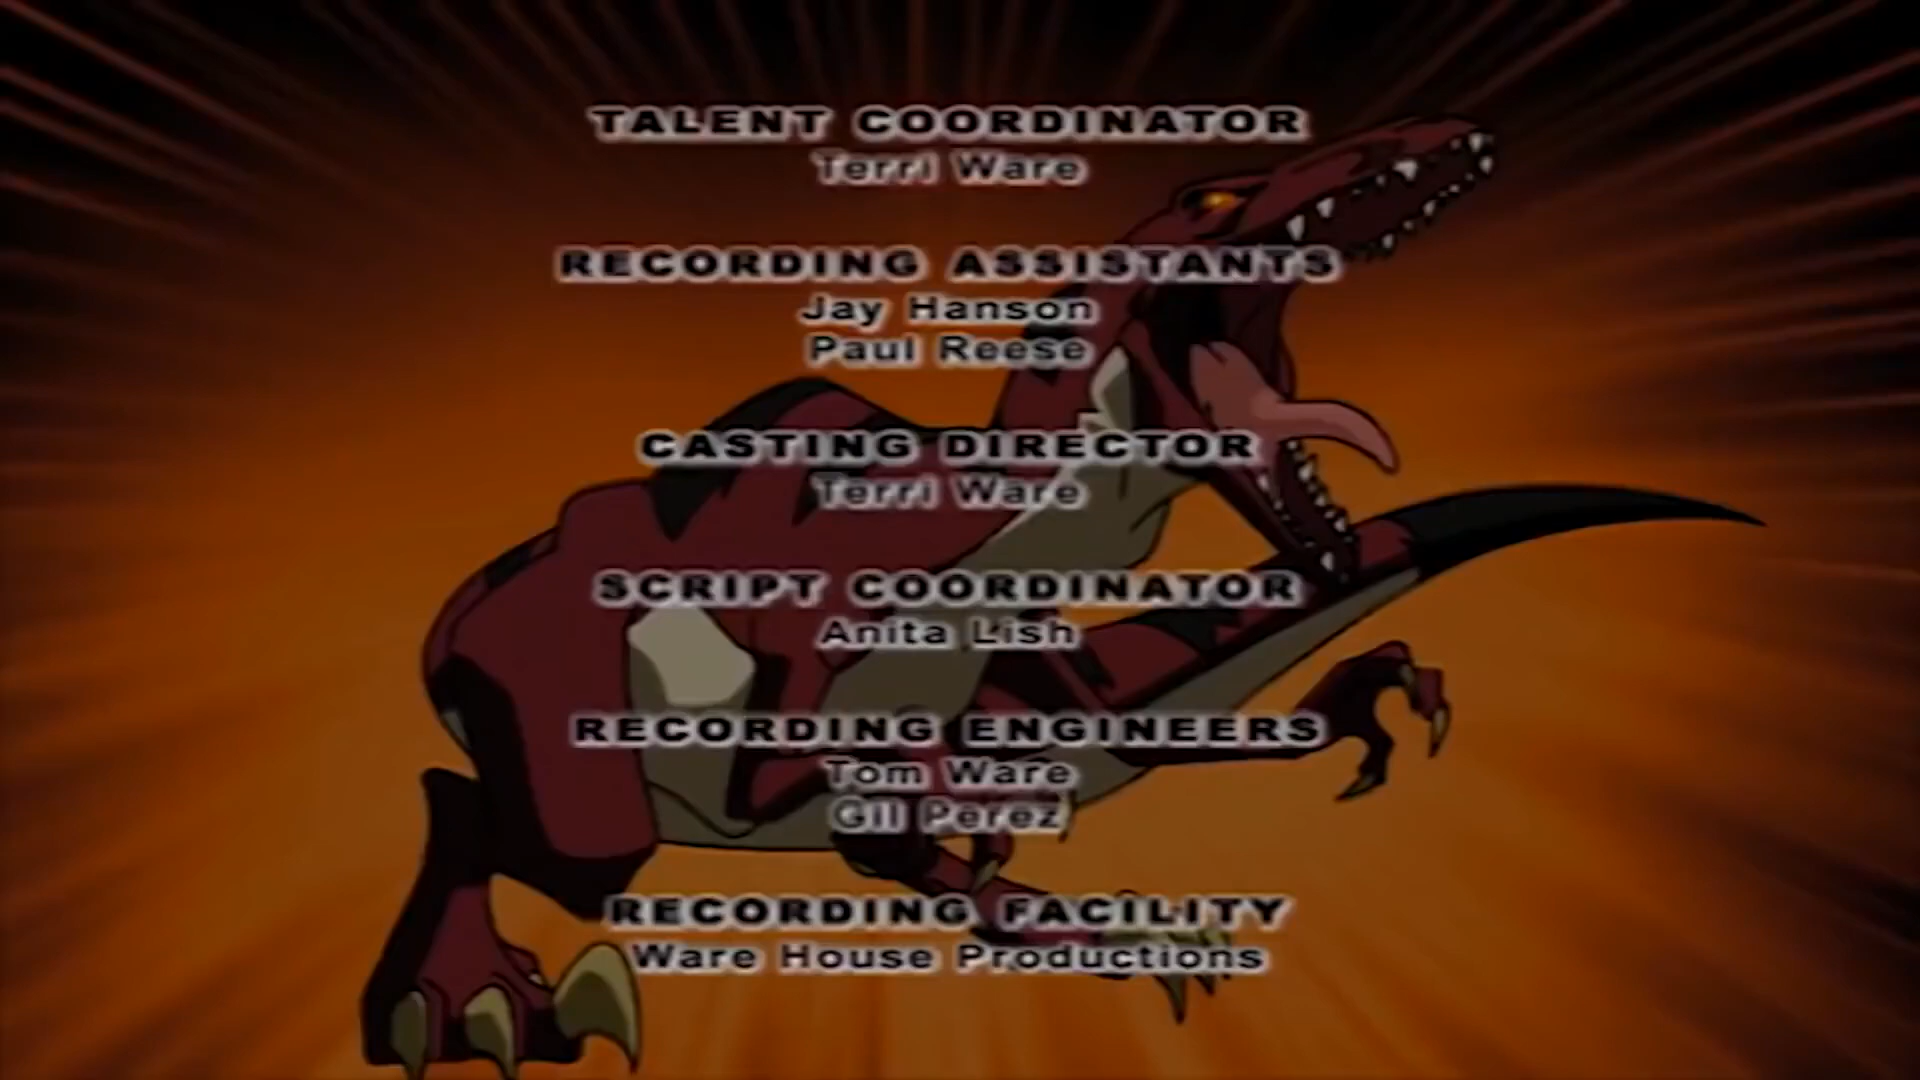 TALENT COORDINATOR
Terri Ware
RECORDING ASSISTANTS
Jay Hanson
Paul Reese
CASTING DIRECTOR
Terri Ware
SCRIPT COORDINATOR
Anita Lish
RECORDING ENGINEERS
Tom Ware
Gil Perez
RECORDING FACILITY
Ware House Productions